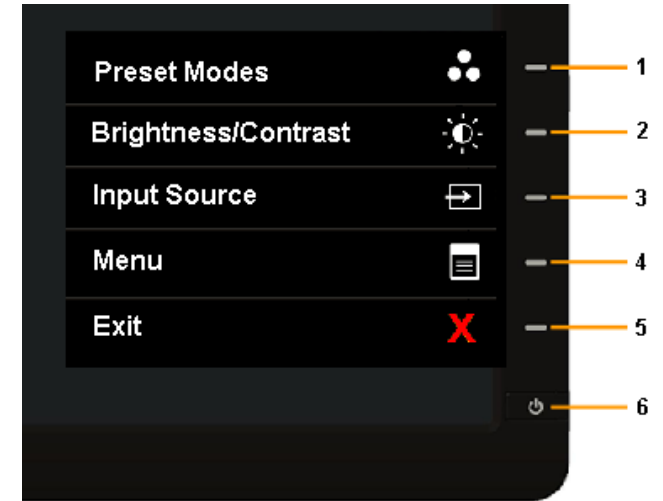 Preset Modes 1
Brightness/Contrast 2
Input Source 3
Menu 4
Exit X 5
6